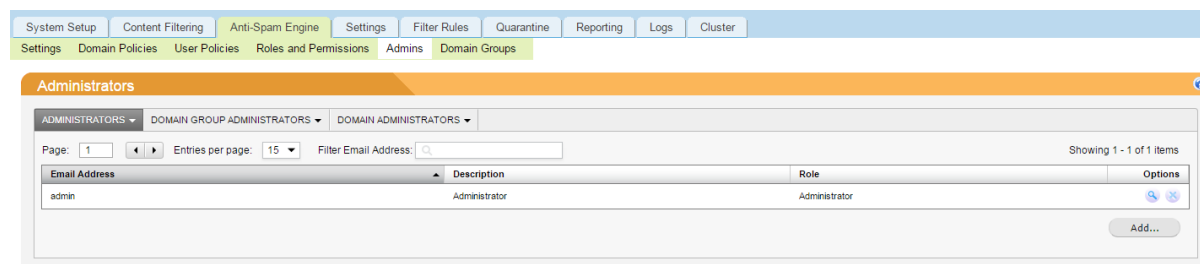 System Setup Content Filtering Anti-Spam Engine Settings Filter Rules Quarantine Reporting Logs Cluster
Settings Domain Policies User Policies Roles and Permissions Admins Domain Groups
Administrators
ADMINISTRATORS DOMAIN GROUP ADMINISTRATORS DOMAIN ADMINISTRATORS
Page: 1 Entries per page: 15 Filter Email Address: Showing 1 - 1 of 1 items
Email Address Description Role Options
admin Administrator Administrator
Add...